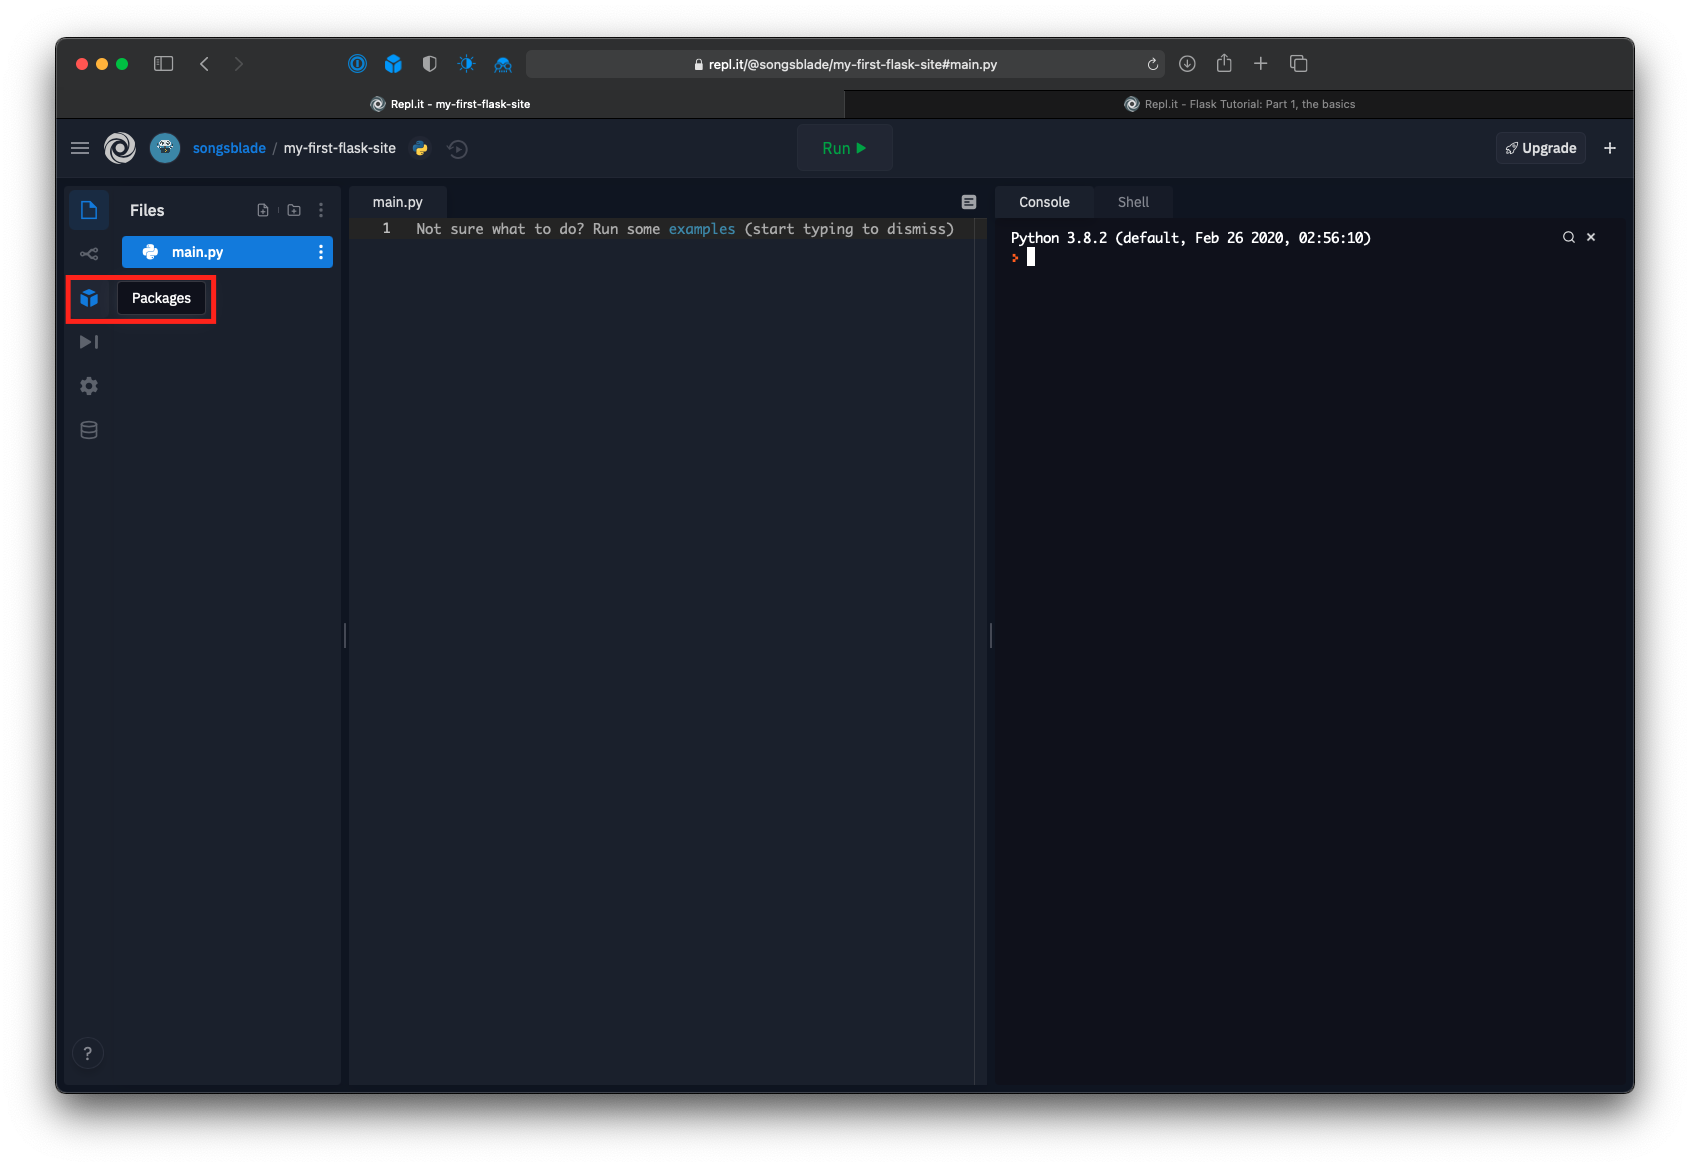 repl.it/@songsblade/my-first-flask-site#main.py
Repl.it - my-first-flask-site
Repl.it - Flask Tutorial: Part 1, the basics
songsblade / my-first-flask-site
Run
Upgrade
Files
main.py
Packages
main.py
1 Not sure what to do? Run some examples (start typing to dismiss)
Console
Shell
Python 3.8.2 (default, Feb 26 2020, 02:56:10)
>
?